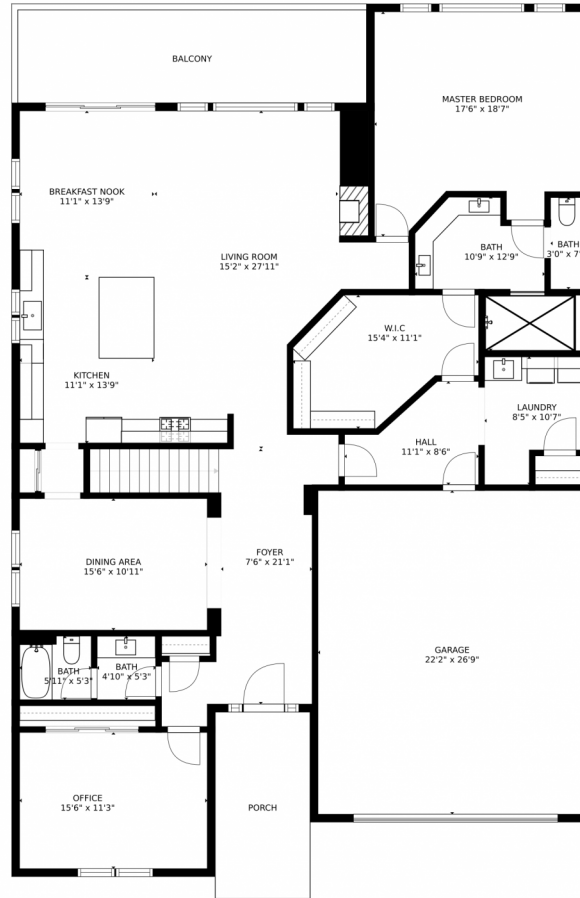 BALCONY
MASTER BEDROOM
17'6" x 18'7"
BREAKFAST NOOK
11'1" x 13'9"
LIVING ROOM
15'2" x 27'11"
BATH
10'9" x 12'9"
BATH
3'0" x 7'
W.I.C
15'4" x 11'1"
KITCHEN
11'1" x 13'9"
LAUNDRY
8'5" x 10'7"
HALL
11'1" x 8'6"
DINING AREA
15'6" x 10'11"
FOYER
7'6" x 21'1"
GARAGE
22'2" x 26'9"
BATH
5'11" x 5'3"
BATH
4'10" x 5'3"
OFFICE
15'6" x 11'3"
PORCH